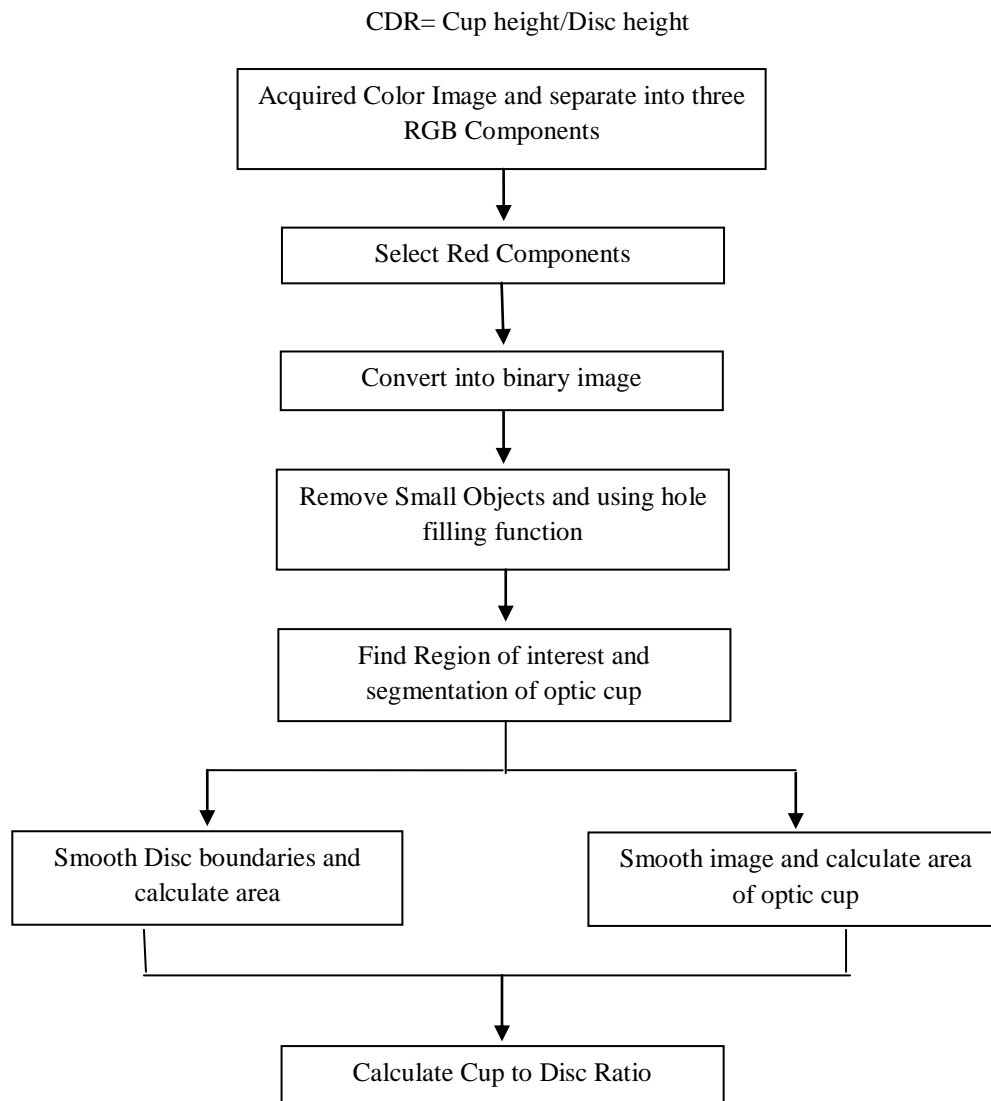 CDR= Cup height/Disc height
Acquired Color Image and separate into three
RGB Components
Select Red Components
Convert into binary image
Remove Small Objects and using hole
filling function
Find Region of interest and
segmentation of optic cup
Smooth Disc boundaries and
calculate area
Smooth image and calculate area
of optic cup
Calculate Cup to Disc Ratio